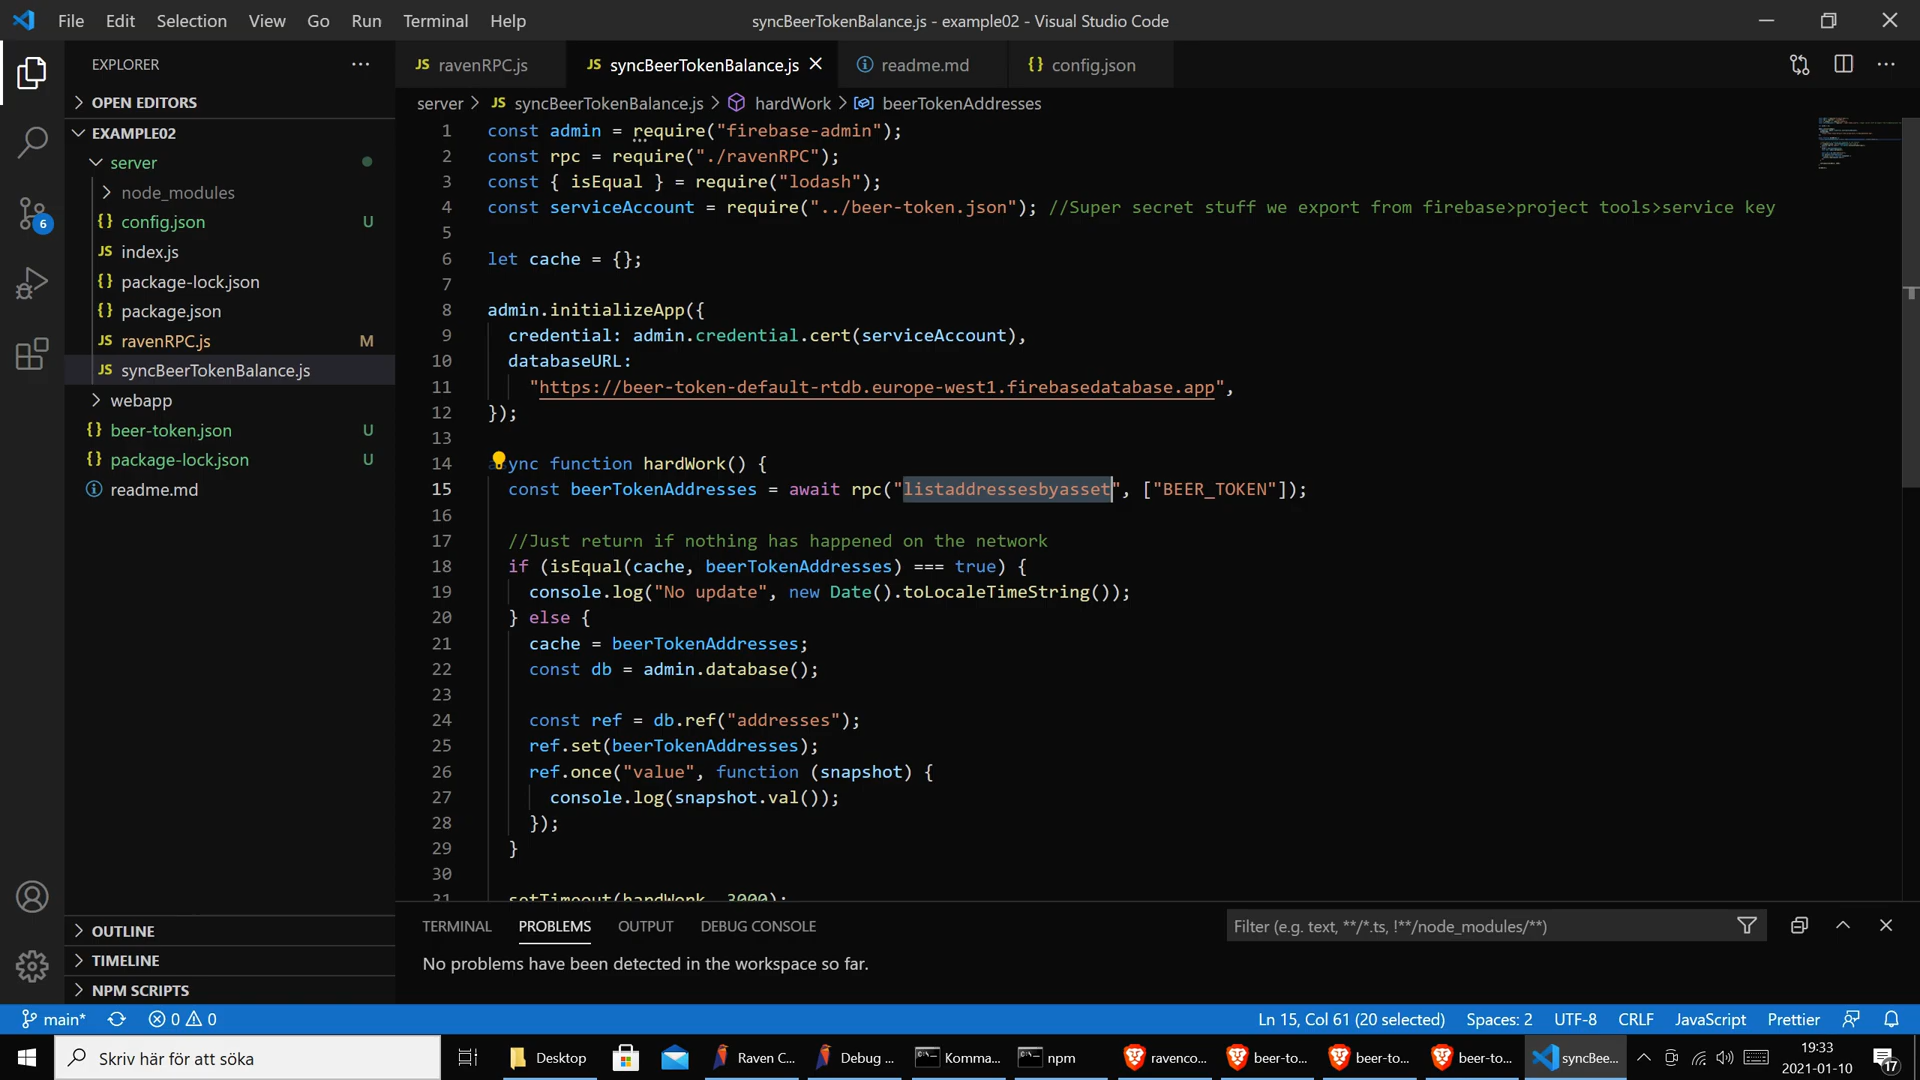 File Edit Selection View Go Run Terminal Help
syncBeerTokenBalance.js - example02 - Visual Studio Code
EXPLORER
OPEN EDITORS
EXAMPLE02
server
node_modules
{} config.json U
JS index.js
{} package-lock.json
{} package.json
JS ravenRPC.js M
JS syncBeerTokenBalance.js
webapp
{} beer-token.json U
{} package-lock.json U
readme.md
OUTLINE
TIMELINE
NPM SCRIPTS
6
JS ravenRPC.js
JS syncBeerTokenBalance.js
readme.md
{} config.json
server > JS syncBeerTokenBalance.js > hardWork > beerTokenAddresses
1 const admin = require("firebase-admin");
2 const rpc = require("./ravenRPC");
3 const { isEqual } = require("lodash");
4 const serviceAccount = require("../beer-token.json"); //Super secret stuff we export from firebase>project tools>service key
5
6 let cache = {};
7
8 admin.initializeApp({
9 credential: admin.credential.cert(serviceAccount),
10 databaseURL:
11 "https://beer-token-default-rtdb.europe-west1.firebasedatabase.app",
12 });
13
14 ync function hardWork() {
15 const beerTokenAddresses = await rpc("listaddressesbyasset", ["BEER_TOKEN"]);
16
17 //Just return if nothing has happened on the network
18 if (isEqual(cache, beerTokenAddresses) === true) {
19 console.log("No update", new Date().toLocaleTimeString());
20 } else {
21 cache = beerTokenAddresses;
22 const db = admin.database();
23
24 const ref = db.ref("addresses");
25 ref.set(beerTokenAddresses);
26 ref.once("value", function (snapshot) {
27 console.log(snapshot.val());
28 });
29 }
30
31 setTimeout(hardWork, 3000);
TERMINAL PROBLEMS OUTPUT DEBUG CONSOLE
Filter (e.g. text, **/*.ts, !**/node_modules/**)
No problems have been detected in the workspace so far.
main* 0 0
Ln 15, Col 61 (20 selected) Spaces: 2 UTF-8 CRLF JavaScript Prettier
Skriv här för att söka
Desktop
Raven C...
Debug ...
Komma...
npm
ravenco...
beer-to...
beer-to...
beer-to...
syncBee...
19:33
2021-01-10
17